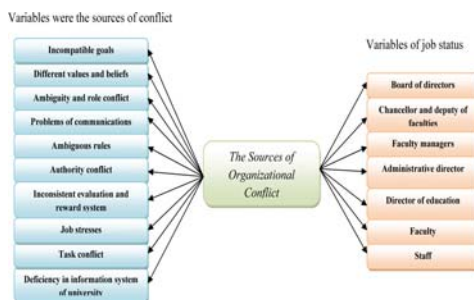 Variables were the sources of conflict
Incompatible goals
Different values and beliefs
Ambiguity and role conflict
Problems of communications
Ambiguous rules
Authority conflict
Inconsistent evaluation and
reward system
Job stresses
Task conflict
Deficiency in information system
of university
The Sources of
Organizational
Conflict
Variables of job status
Board of directors
Chancellor and deputy of
faculties
Faculty managers
Administrative director
Director of education
Faculty
Staff